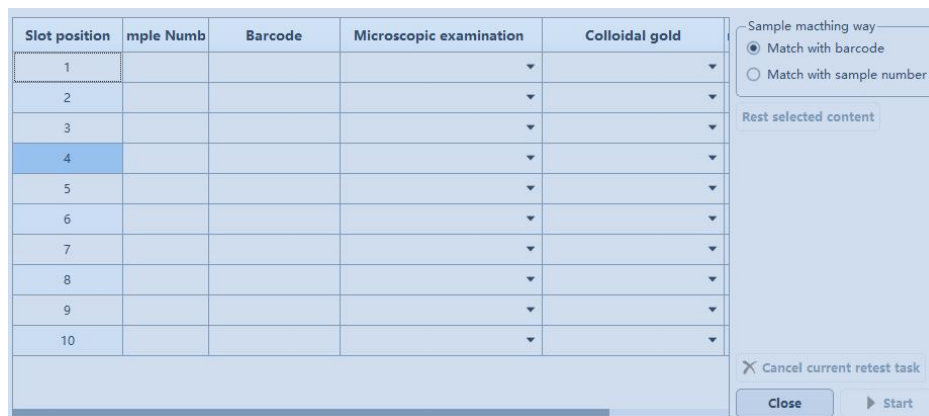 Slot position mple Numb Barcode Microscopic examination Colloidal gold
1
2
3
4
5
6
7
8
9
10
Sample macthing way
Match with barcode
Match with sample number
Rest selected content
Cancel current retest task
Close Start